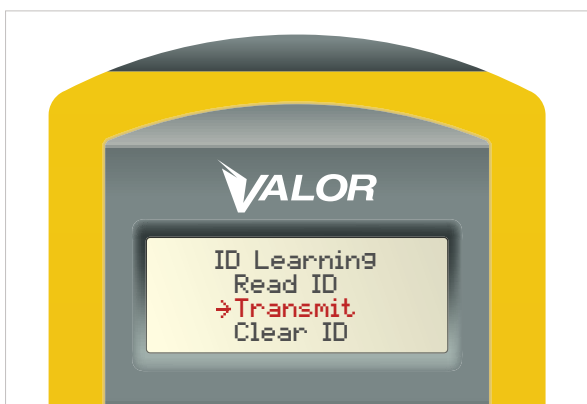 VALOR
ID Learning
Read ID
→Transmit
Clear ID